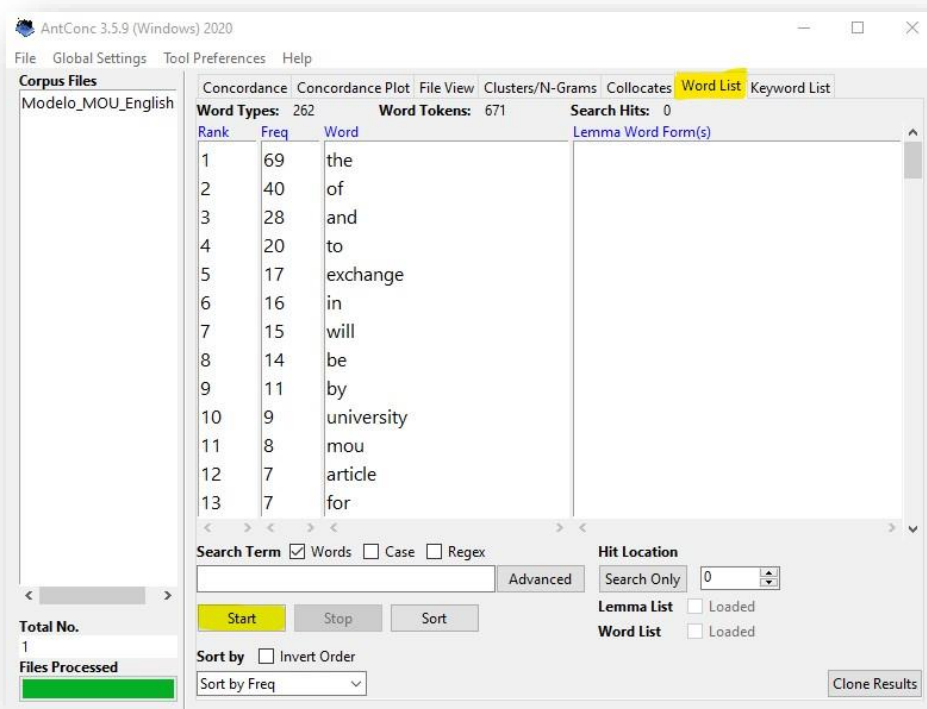 AntConc 3.5.9 (Windows) 2020
File Global Settings Tool Preferences Help
Corpus Files
Modelo_MOU_English
Concordance Concordance Plot File View Clusters/N-Grams Collocates Word List Keyword List
Word Types: 262 Word Tokens: 671 Search Hits: 0
Rank Freq Word Lemma Word Form(s)
1 69 the
2 40 of
3 28 and
4 20 to
5 17 exchange
6 16 in
7 15 will
8 14 be
9 11 by
10 9 university
11 8 mou
12 7 article
13 7 for
Search Term Words Case Regex Hit Location
Advanced Search Only 0
Start Stop Sort Lemma List Loaded
Word List Loaded
Total No.
1
Files Processed
Sort by Invert Order
Sort by Freq
Clone Results